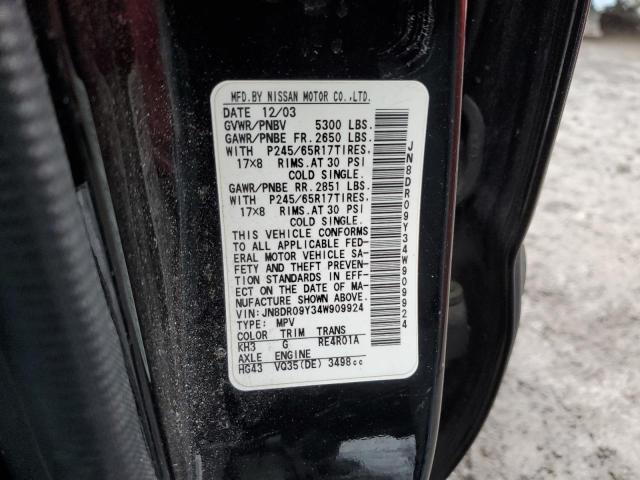 MFD.BY NISSAN MOTOR CO.,LTD.
DATE 12/03
GVWR/PNBV 5300 LBS.
GAWR/PNBE FR. 2650 LBS.
WITH P245/65R17TIRES.
17X8 RIMS.AT 30 PSI
COLD SINGLE.
GAWR/PNBE RR. 2851 LBS.
WITH P245/65R17TIRES.
17X8 RIMS.AT 30 PSI
COLD SINGLE.
THIS VEHICLE CONFORMS
TO ALL APPLICABLE FED-
ERAL MOTOR VEHICLE SA-
FETY AND THEFT PREVEN-
TION STANDARDS IN EFF-
ECT ON THE DATE OF MA-
NUFACTURE SHOWN ABOVE.
VIN:JN8DR09Y34W909924
TYPE: MPV
COLOR TRIM TRANS
KH3 G RE4R01A
AXLE ENGINE
HG43 VQ35(DE) 3498cc
JN8DR09Y34W909924